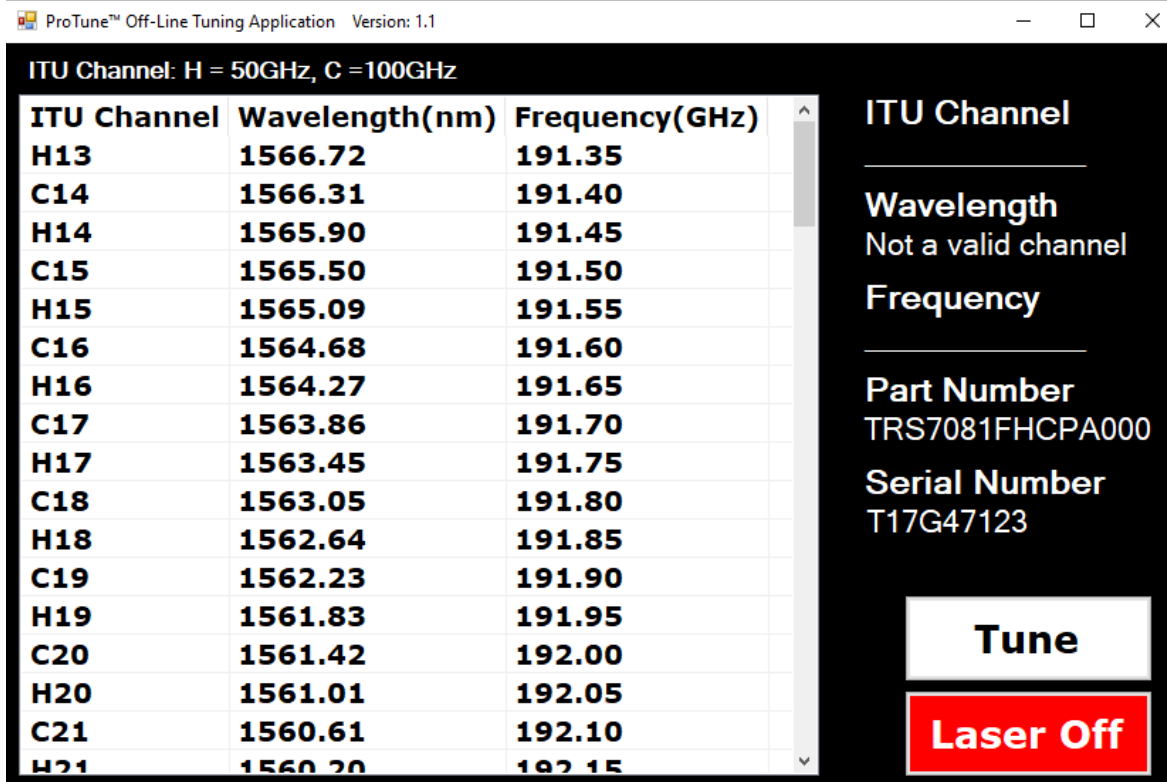 ProTune™ Off-Line Tuning Application Version: 1.1
ITU Channel: H = 50GHz, C =100GHz
ITU Channel Wavelength(nm) Frequency(GHz)
H13 1566.72 191.35
C14 1566.31 191.40
H14 1565.90 191.45
C15 1565.50 191.50
H15 1565.09 191.55
C16 1564.68 191.60
H16 1564.27 191.65
C17 1563.86 191.70
H17 1563.45 191.75
C18 1563.05 191.80
H18 1562.64 191.85
C19 1562.23 191.90
H19 1561.83 191.95
C20 1561.42 192.00
H20 1561.01 192.05
C21 1560.61 192.10
H21 1560.20 192.15
ITU Channel
Wavelength
Not a valid channel
Frequency
Part Number
TRS7081FHCPA000
Serial Number
T17G47123
Tune
Laser Off